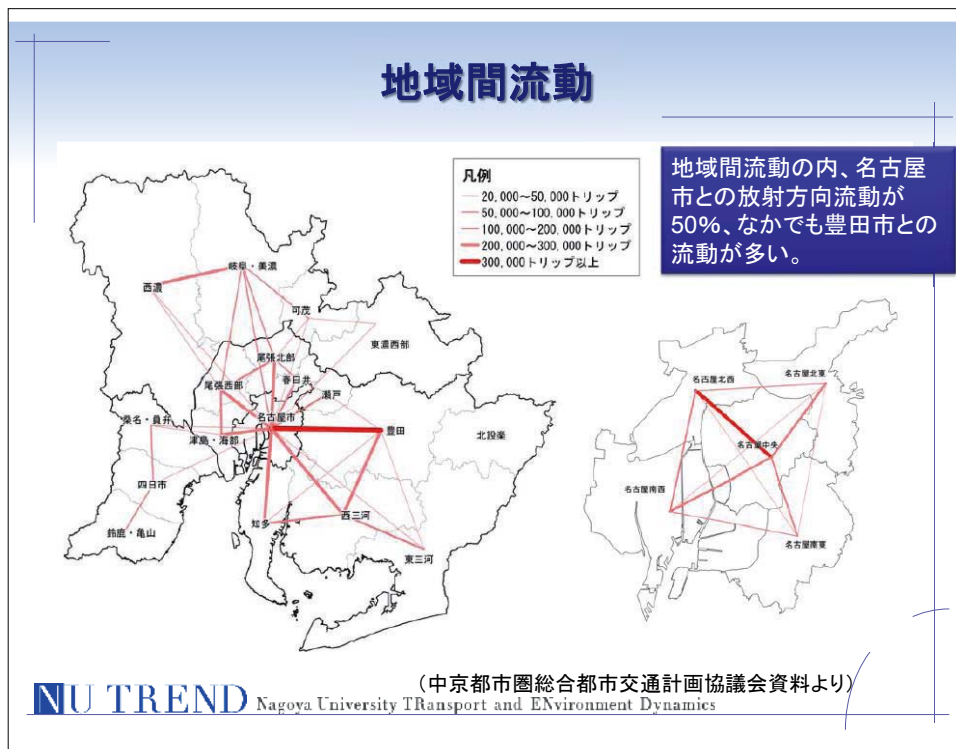 地域間流動
凡例
20,000～50,000トリップ
50,000～100,000トリップ
100,000～200,000トリップ
200,000～300,000トリップ
300,000トリップ以上
地域間流動の内、名古屋
市との放射方向流動が
50%、なかでも豊田市との
流動が多い。
岐阜・美濃
西濃
可茂
東濃西部
尾張北部
尾張西部
春日井
瀬戸
名古屋市
桑名・員弁
津島・海部
豊田
北設楽
四日市
鈴鹿・亀山
知多
西三河
東三河
名古屋北西
名古屋北東
名古屋中央
名古屋南西
名古屋南東
（中京都市圏総合都市交通計画協議会資料より）
NU TREND Nagoya University TRansport and ENvironment Dynamics